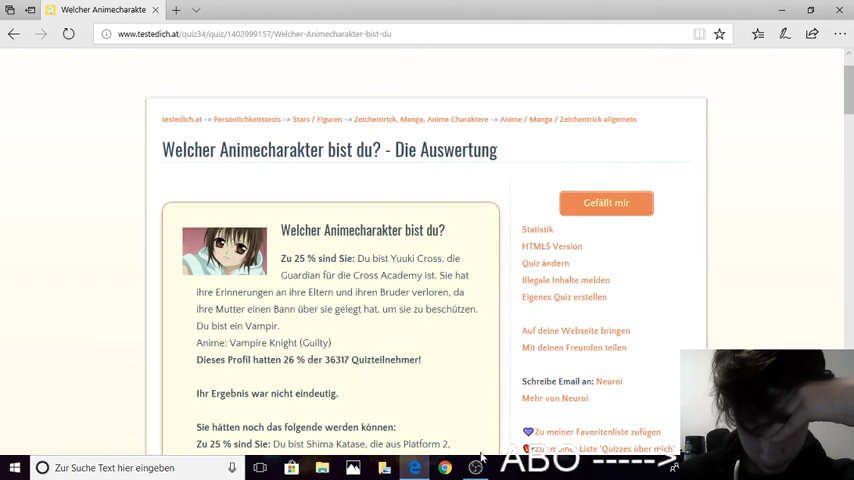 Welcher Animecharakte
www.testedich.at/quiz34/quiz/1402999157/Welcher-Animecharakter-bist-du
testedich.at -» Persönlichkeitstests -» Stars / Figuren -» Zeichentrick, Manga, Anime Charaktere -» Anime / Manga / Zeichentrick allgemein
Welcher Animecharakter bist du? - Die Auswertung
Welcher Animecharakter bist du?
Zu 25 % sind Sie: Du bist Yuuki Cross, die
Guardian für die Cross Academy ist. Sie hat
ihre Erinnerungen an ihre Eltern und ihren Bruder verloren, da
ihre Mutter einen Bann über sie gelegt hat, um sie zu beschützen.
Du bist ein Vampir.
Anime: Vampire Knight (Guilty)
Dieses Profil hatten 26 % der 36317 Quizteilnehmer!
Ihr Ergebnis war nicht eindeutig.
Sie hätten noch das folgende werden können:
Zu 25 % sind Sie: Du bist Shima Katase, die aus Platform 2,
Gefällt mir
Statistik
HTML5 Version
Quiz ändern
Illegale Inhalte melden
Eigenes Quiz erstellen
Auf deine Webseite bringen
Mit deinen Freunden teilen
Schreibe Email an: Neuroi
Mehr von Neuroi
Zu meiner Favoritenliste zufügen
Zu meiner Liste 'Quizzes über mich'
ABO ----->
Zur Suche Text hier eingeben